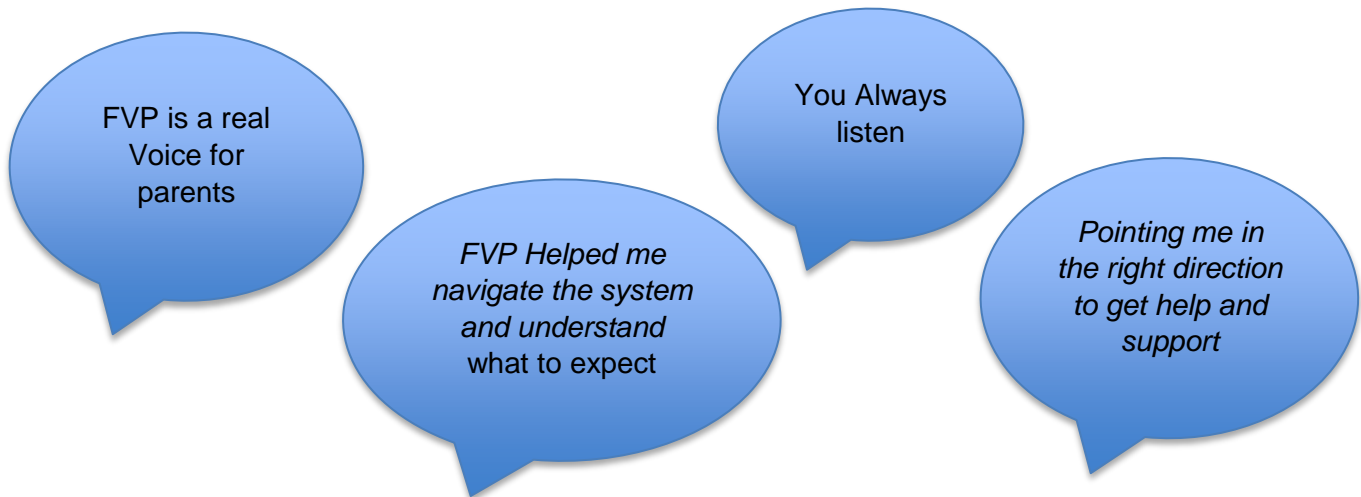 FVP is a real
Voice for
parents
FVP Helped me
navigate the system
and understand
what to expect
You Always
listen
Pointing me in
the right direction
to get help and
support